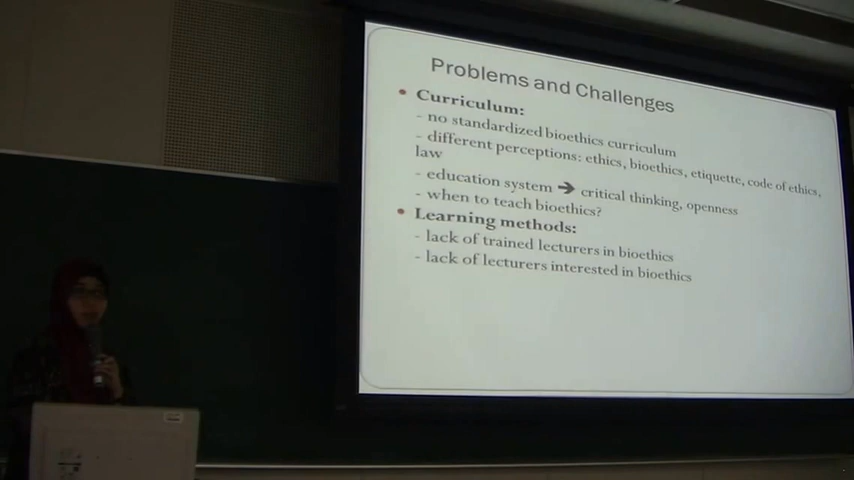 Problems and Challenges
• Curriculum:
- no standardized bioethics curriculum
- different perceptions: ethics, bioethics, etiquette, code of ethics,
law
- education system ➔ critical thinking, openness
- when to teach bioethics?
• Learning methods:
- lack of trained lecturers in bioethics
- lack of lecturers interested in bioethics